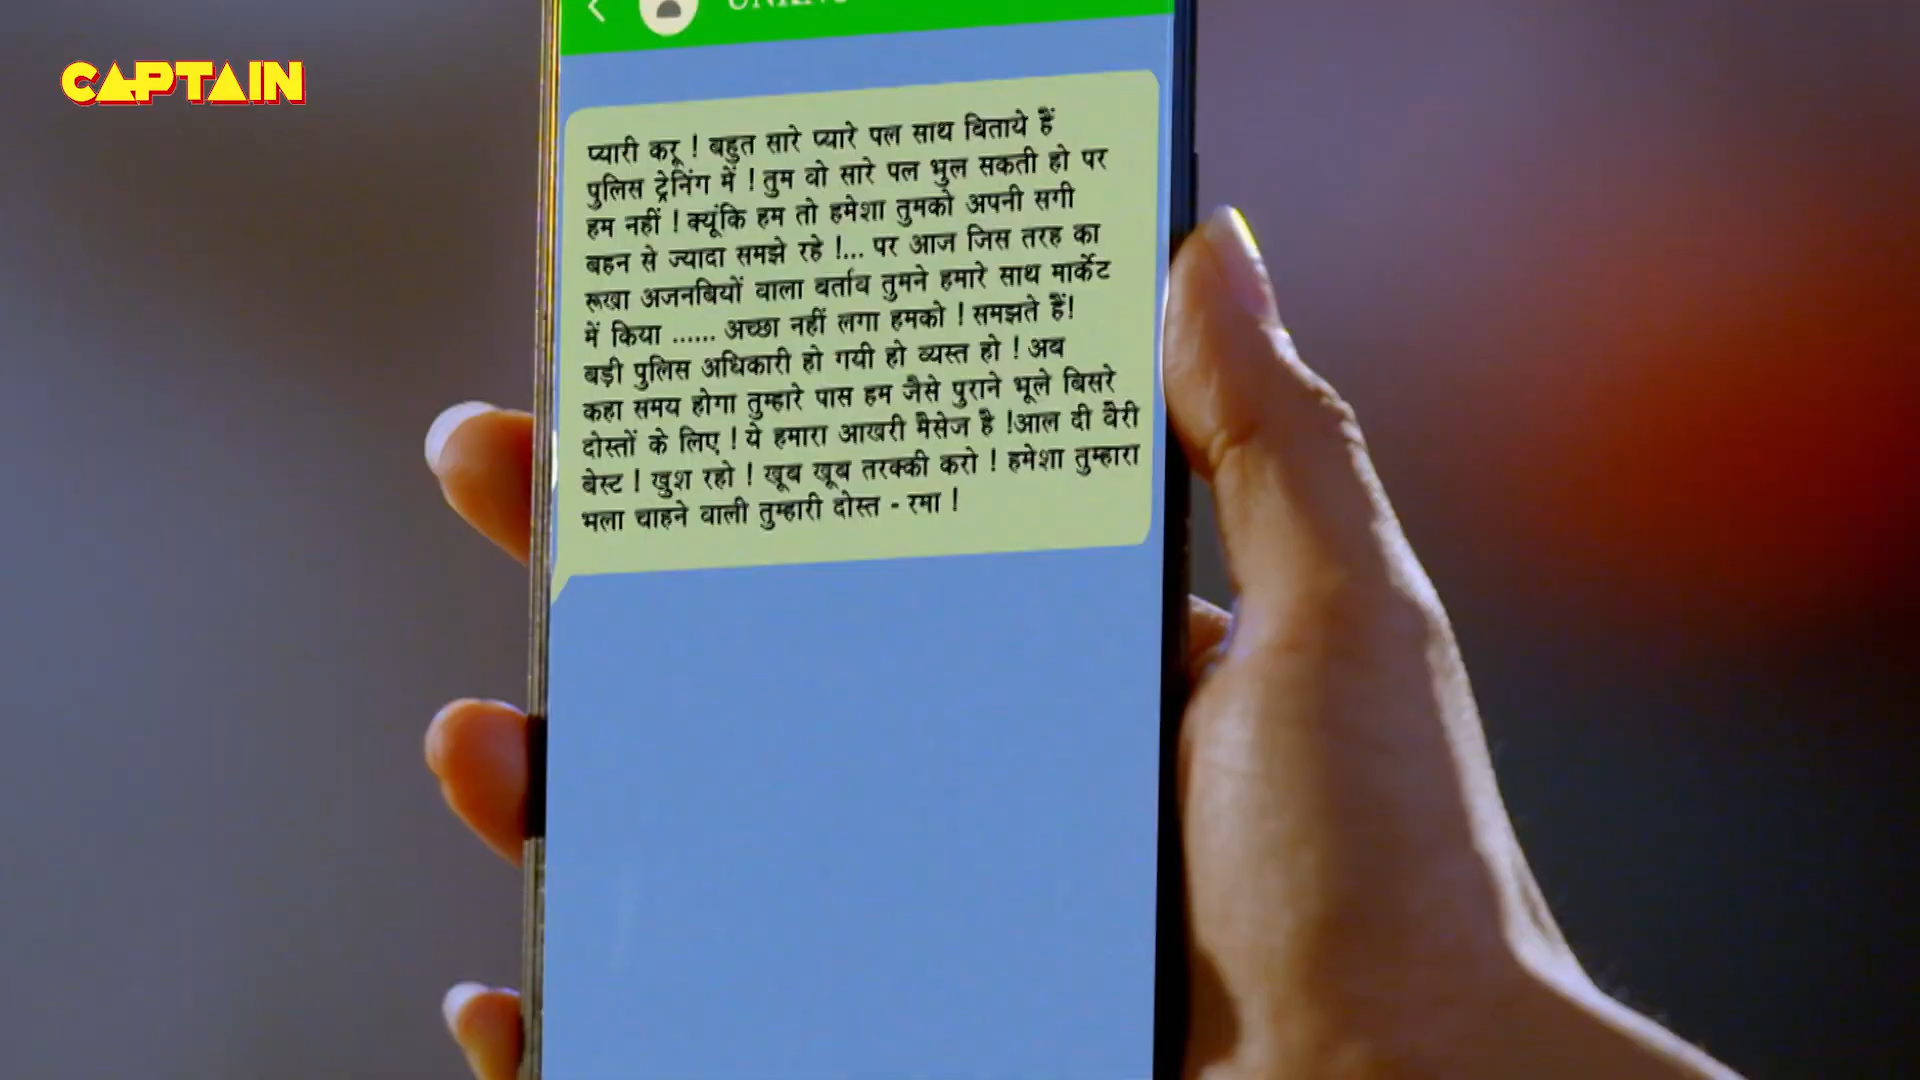 CAPTAIN
प्यारी करू ! बहुत सारे प्यारे पल साथ बिताये हैं
पुलिस ट्रेनिंग में ! तुम वो सारे पल भुल सकती हो पर
हम नहीं ! क्यूंकि हम तो हमेशा तुमको अपनी सगी
बहन से ज्यादा समझे रहे !... पर आज जिस तरह का
रूखा अजनबियों वाला बर्ताव तुमने हमारे साथ मार्केट
में किया ...... अच्छा नहीं लगा हमको ! समझते हैं!
बड़ी पुलिस अधिकारी हो गयी हो व्यस्त हो ! अब
कहा समय होगा तुम्हारे पास हम जैसे पुराने भूले बिसरे
दोस्तों के लिए ! ये हमारा आखरी मैसेज है !आल दी वैरी
बेस्ट ! खुश रहो ! खूब खूब तरक्की करो ! हमेशा तुम्हारा
भला चाहने वाली तुम्हारी दोस्त - रमा !